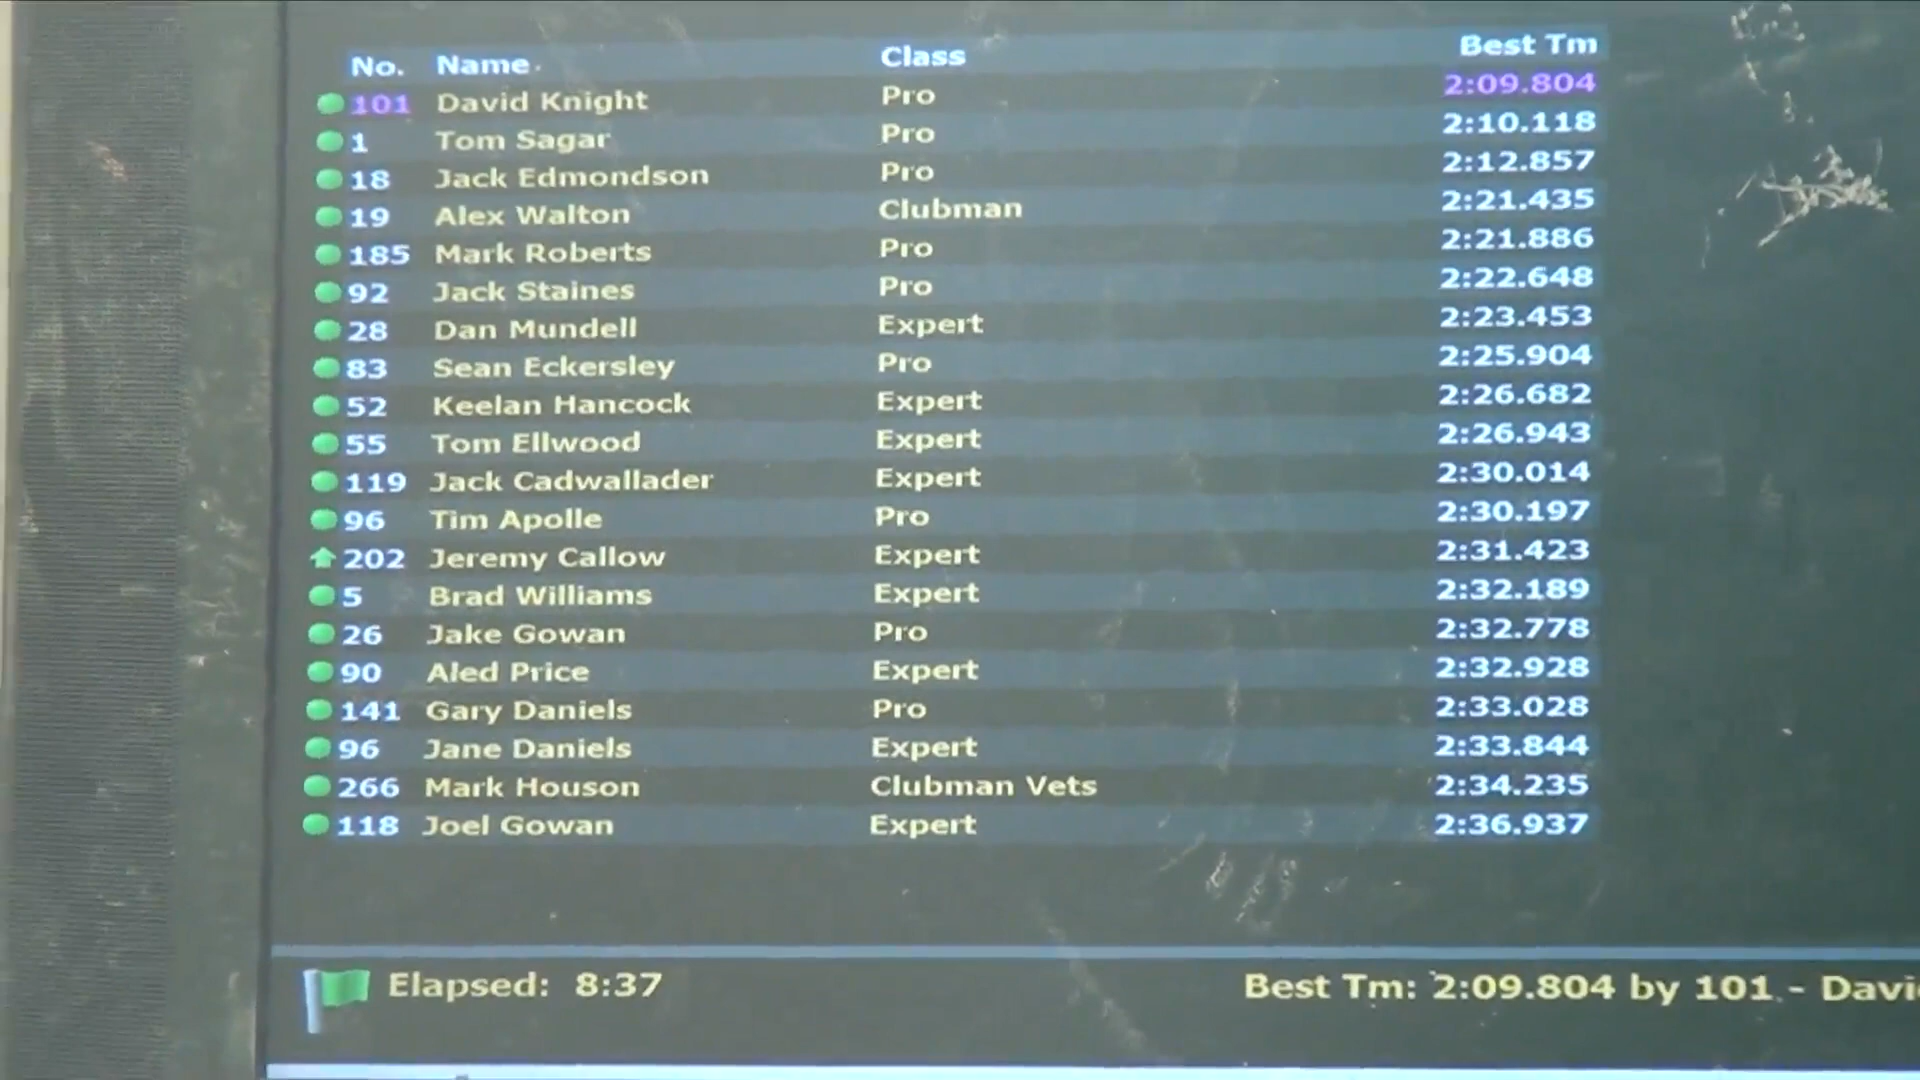 No. Name Class Best Tm
101 David Knight Pro 2:09.804
1 Tom Sagar Pro 2:10.118
18 Jack Edmondson Pro 2:12.857
19 Alex Walton Clubman 2:21.435
185 Mark Roberts Pro 2:21.886
92 Jack Staines Pro 2:22.648
28 Dan Mundell Expert 2:23.453
83 Sean Eckersley Pro 2:25.904
52 Keelan Hancock Expert 2:26.682
55 Tom Ellwood Expert 2:26.943
119 Jack Cadwallader Expert 2:30.014
96 Tim Apolle Pro 2:30.197
202 Jeremy Callow Expert 2:31.423
5 Brad Williams Expert 2:32.189
26 Jake Gowan Pro 2:32.778
90 Aled Price Expert 2:32.928
141 Gary Daniels Pro 2:33.028
96 Jane Daniels Expert 2:33.844
266 Mark Houson Clubman Vets 2:34.235
118 Joel Gowan Expert 2:36.937
Elapsed: 8:37 Best Tm: 2:09.804 by 101 - Davi